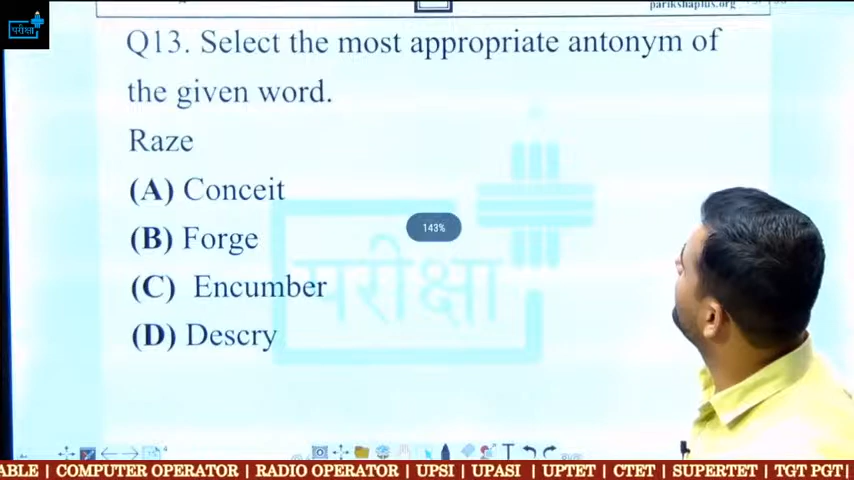 parikshaplus.org
परीक्षा
Q13. Select the most appropriate antonym of
the given word.
Raze
(A) Conceit
(B) Forge
(C) Encumber
(D) Descry
143%
परीक्षा
ABLE | COMPUTER OPERATOR | RADIO OPERATOR | UPSI | UPASI | UPTET | CTET | SUPERTET | TGT PGT |